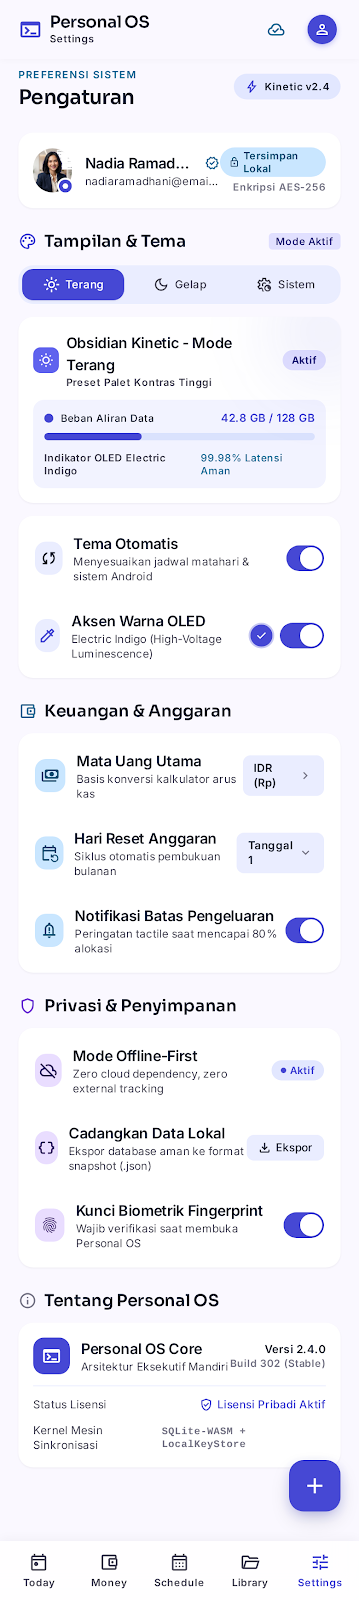 Personal OS
Settings
PREFERENSI SISTEM
Pengaturan
Kinetic v2.4
Nadia Ramad...
nadiaramadhani@emai...
Tersimpan
Lokal
Enkripsi AES-256
Tampilan & Tema
Mode Aktif
Terang
Gelap
Sistem
Obsidian Kinetic - Mode
Terang
Preset Palet Kontras Tinggi
Aktif
Beban Aliran Data
42.8 GB / 128 GB
Indikator OLED Electric
Indigo
99.98% Latensi
Aman
Tema Otomatis
Menyesuaikan jadwal matahari &
sistem Android
Aksen Warna OLED
Electric Indigo (High-Voltage
Luminescence)
Keuangan & Anggaran
Mata Uang Utama
Basis konversi kalkulator arus
kas
IDR
(Rp)
Hari Reset Anggaran
Siklus otomatis pembukuan
bulanan
Tanggal
1
Notifikasi Batas Pengeluaran
Peringatan tactile saat mencapai 80%
alokasi
Privasi & Penyimpanan
Mode Offline-First
Zero cloud dependency, zero
external tracking
Aktif
Cadangkan Data Lokal
Ekspor database aman ke format
snapshot (.json)
Ekspor
Kunci Biometrik Fingerprint
Wajib verifikasi saat membuka
Personal OS
Tentang Personal OS
Personal OS Core
Arsitektur Eksekutif Mandiri
Versi 2.4.0
Build 302 (Stable)
Status Lisensi
Lisensi Pribadi Aktif
Kernel Mesin
Sinkronisasi
SQLite-WASM +
LocalKeyStore
Today
Money
Schedule
Library
Settings